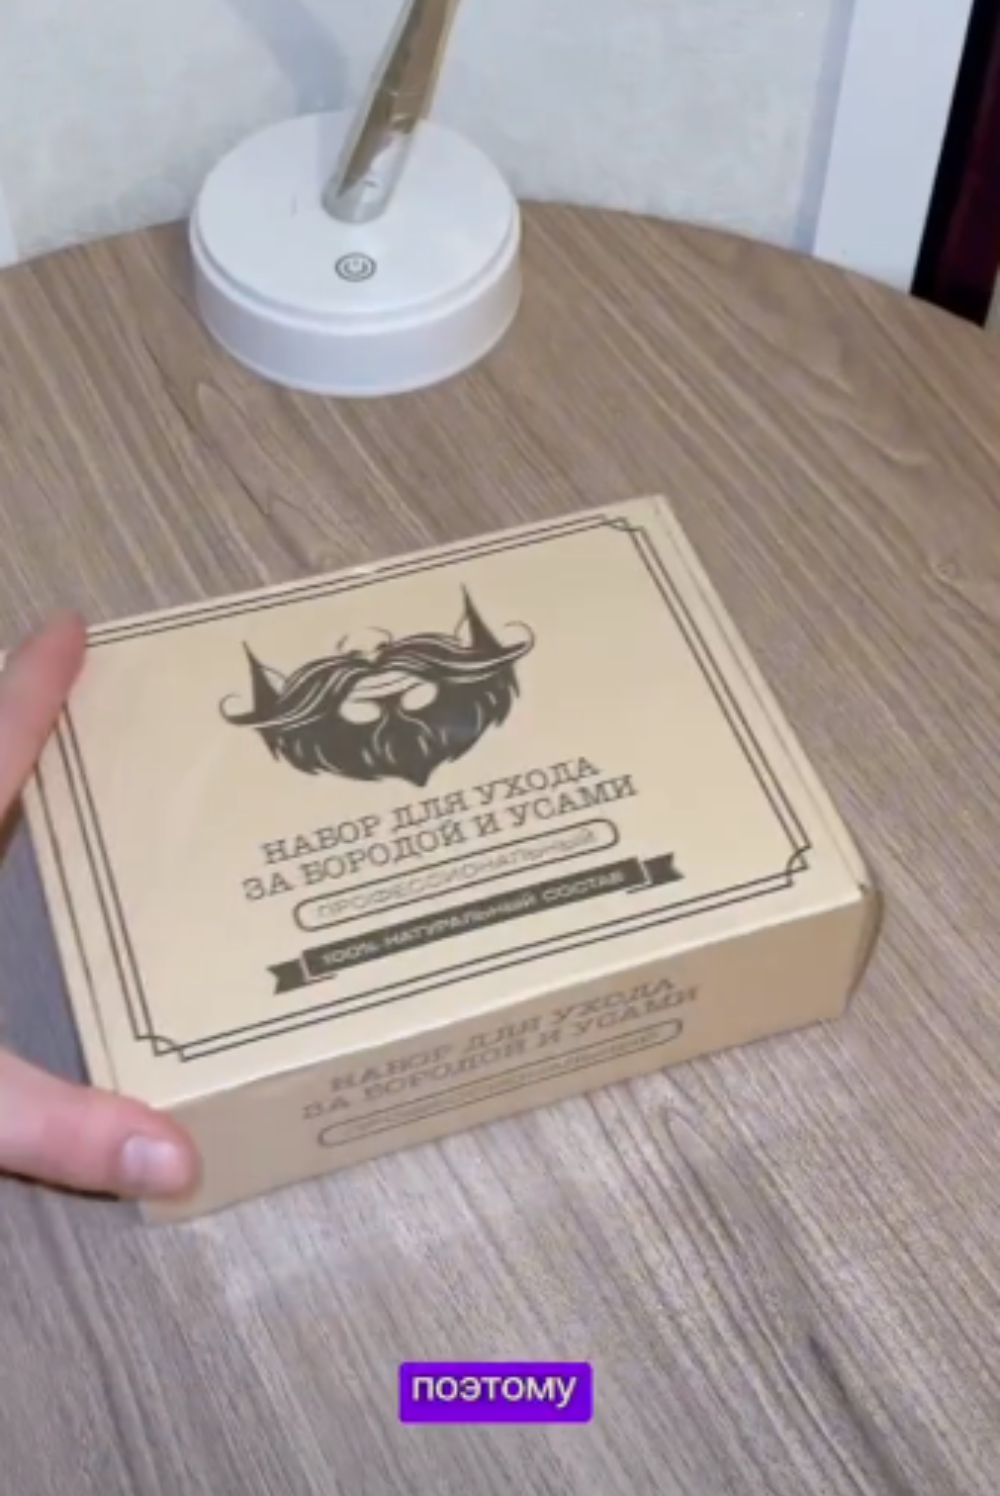 НАБОР ДЛЯ УХОДА
ЗА БОРОДОЙ И УСАМИ
ПРОФЕССИОНАЛЬНЫЙ
100% НАТУРАЛЬНЫЙ СОСТАВ
НАБОР ДЛЯ УХОДА
ЗА БОРОДОЙ И УСАМИ
поэтому